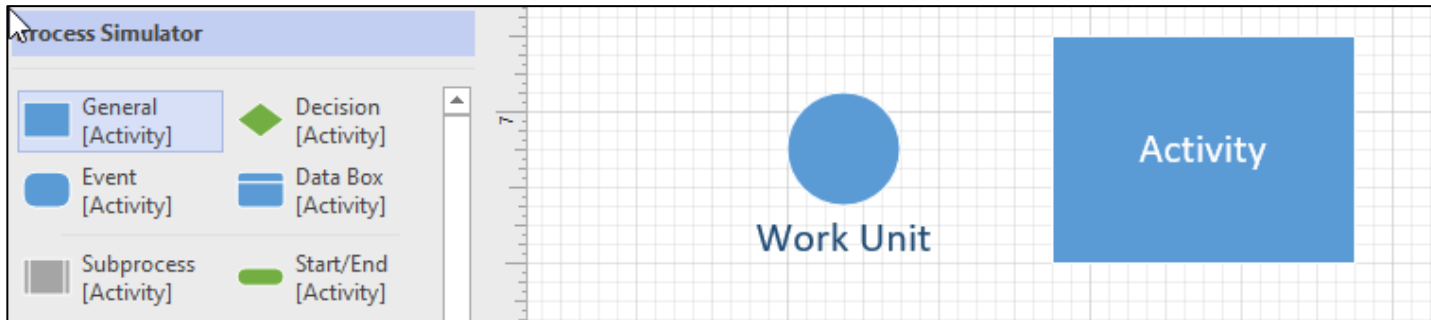 Process Simulator
General
[Activity]
Decision
[Activity]
Event
[Activity]
Data Box
[Activity]
Subprocess
[Activity]
Start/End
[Activity]
7
Work Unit
Activity